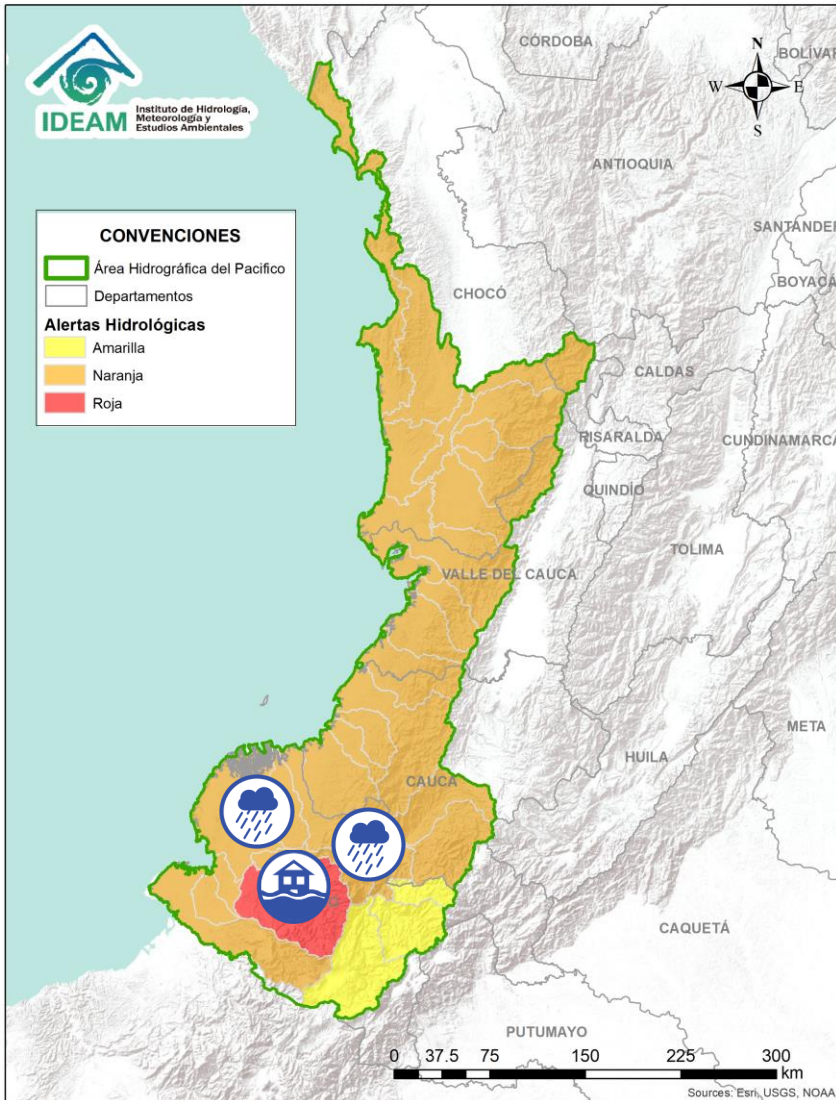 IDEAM
Instituto de Hidrología,
Meteorología y
Estudios Ambientales
CÓRDOBA
BOLÍVAR
N
W
E
S
ANTIOQUIA
CONVENCIONES
Área Hidrográfica del Pacifico
Departamentos
Alertas Hidrológicas
Amarilla
Naranja
Roja
SANTANDER
BOYACÁ
CHOCÓ
CALDAS
RISARALDA
CUNDINAMARCA
QUINDÍO
TOLIMA
VALLE DEL CAUCA
META
HUILA
CAUCA
CAQUETÁ
PUTUMAYO
0 37.5 75 150 225 300
km
Sources: Esri, USGS, NOAA